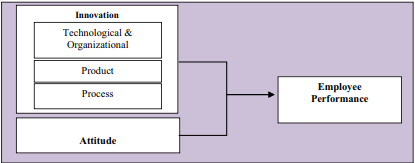 Innovation
Technological &
Organizational
Product
Process
Attitude
Employee
Performance